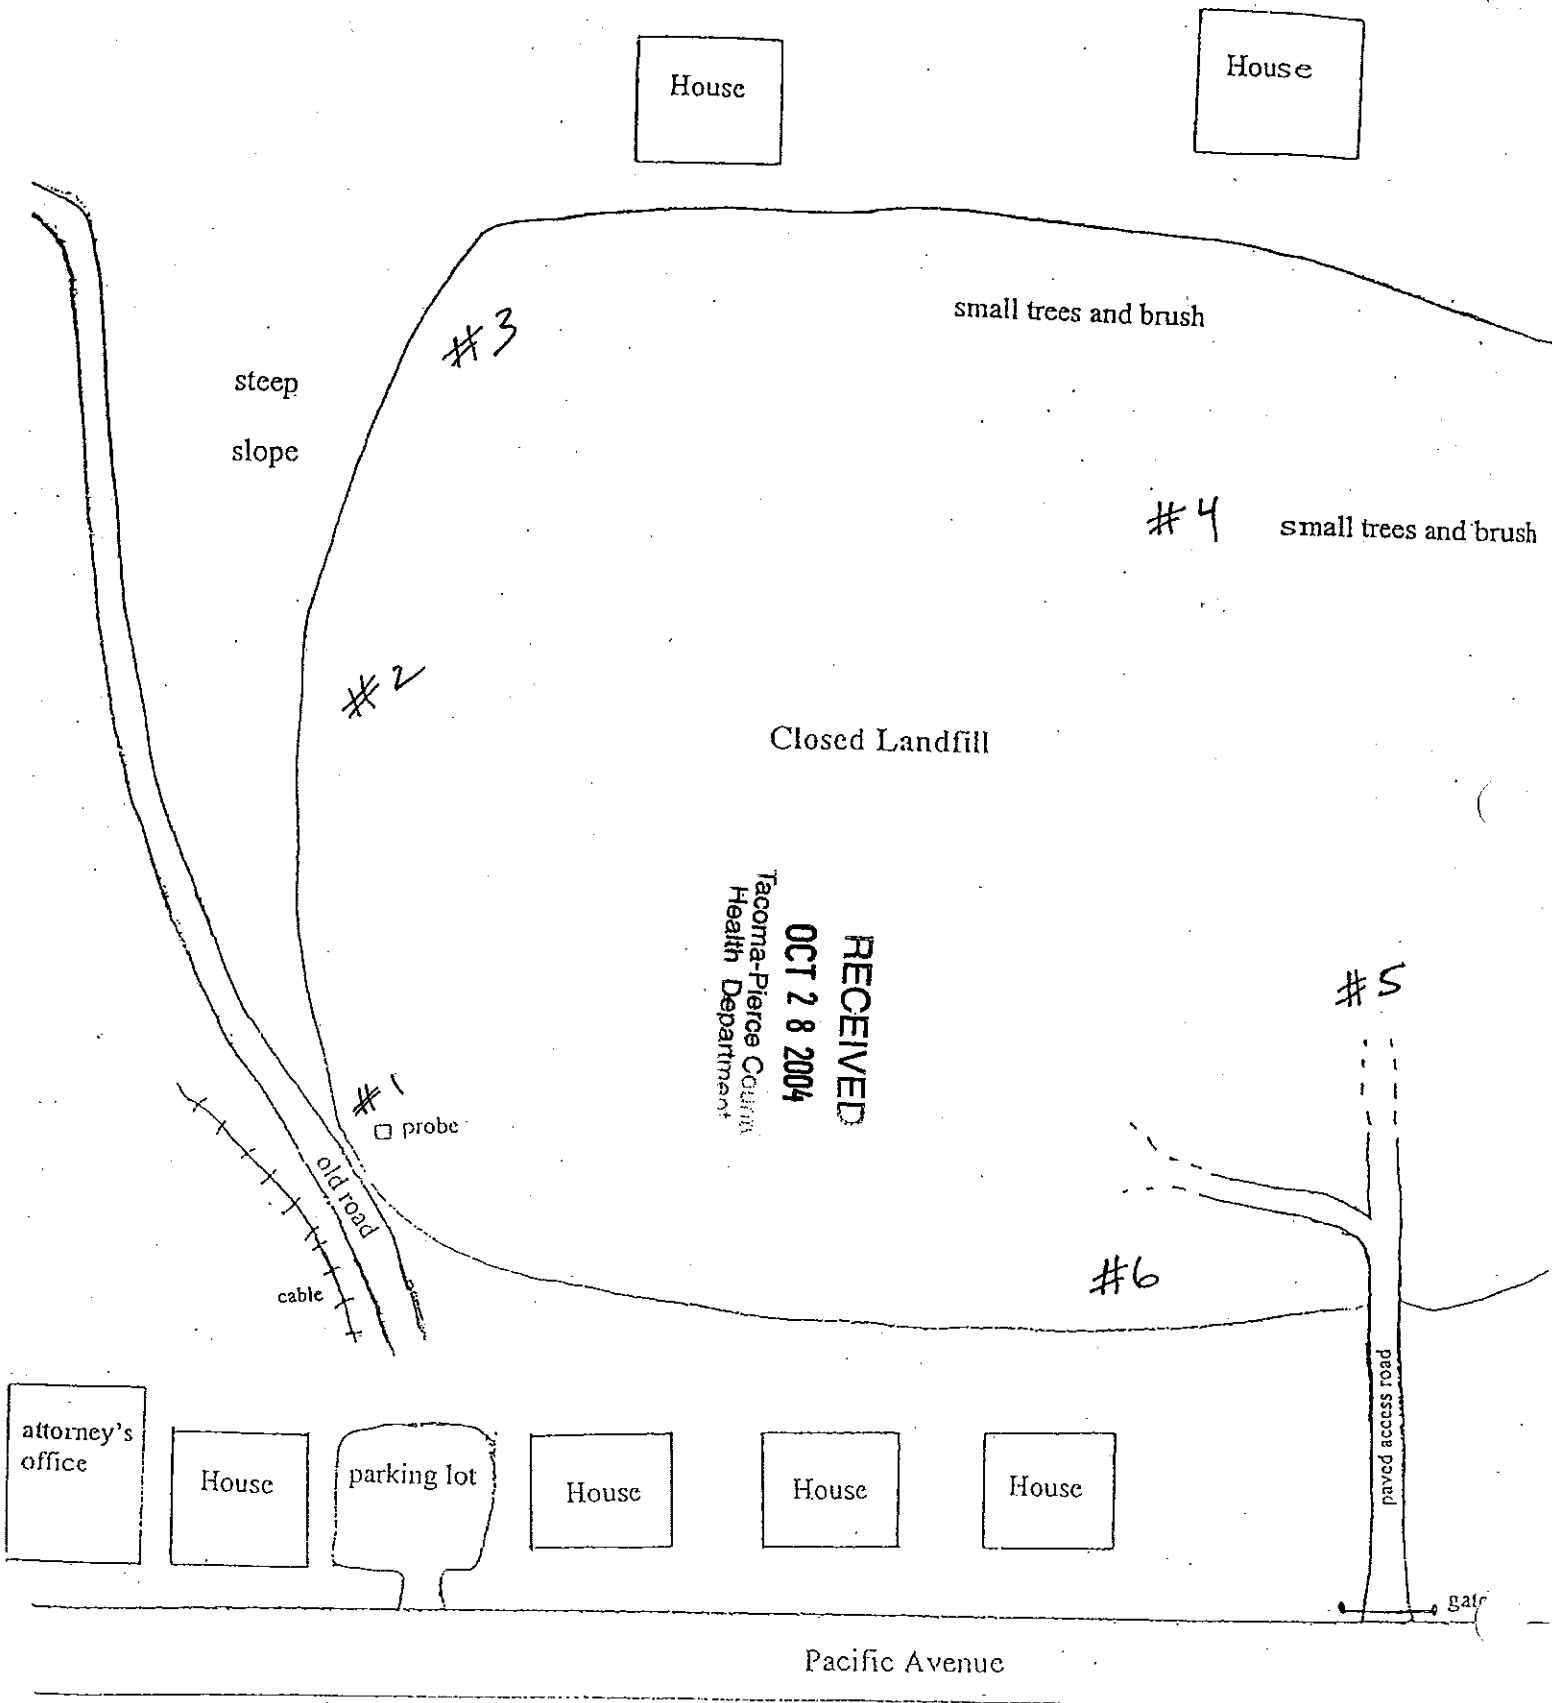 House
House
small trees and brush
#3
steep
slope
#4
small trees and brush
#2
Closed Landfill
RECEIVED
OCT 28 2004
Tacoma-Pierce County
Health Department
#5
#1
probe
old road
#6
cable
paved access road
attorney's
office
House
parking lot
House
House
House
gate
Pacific Avenue